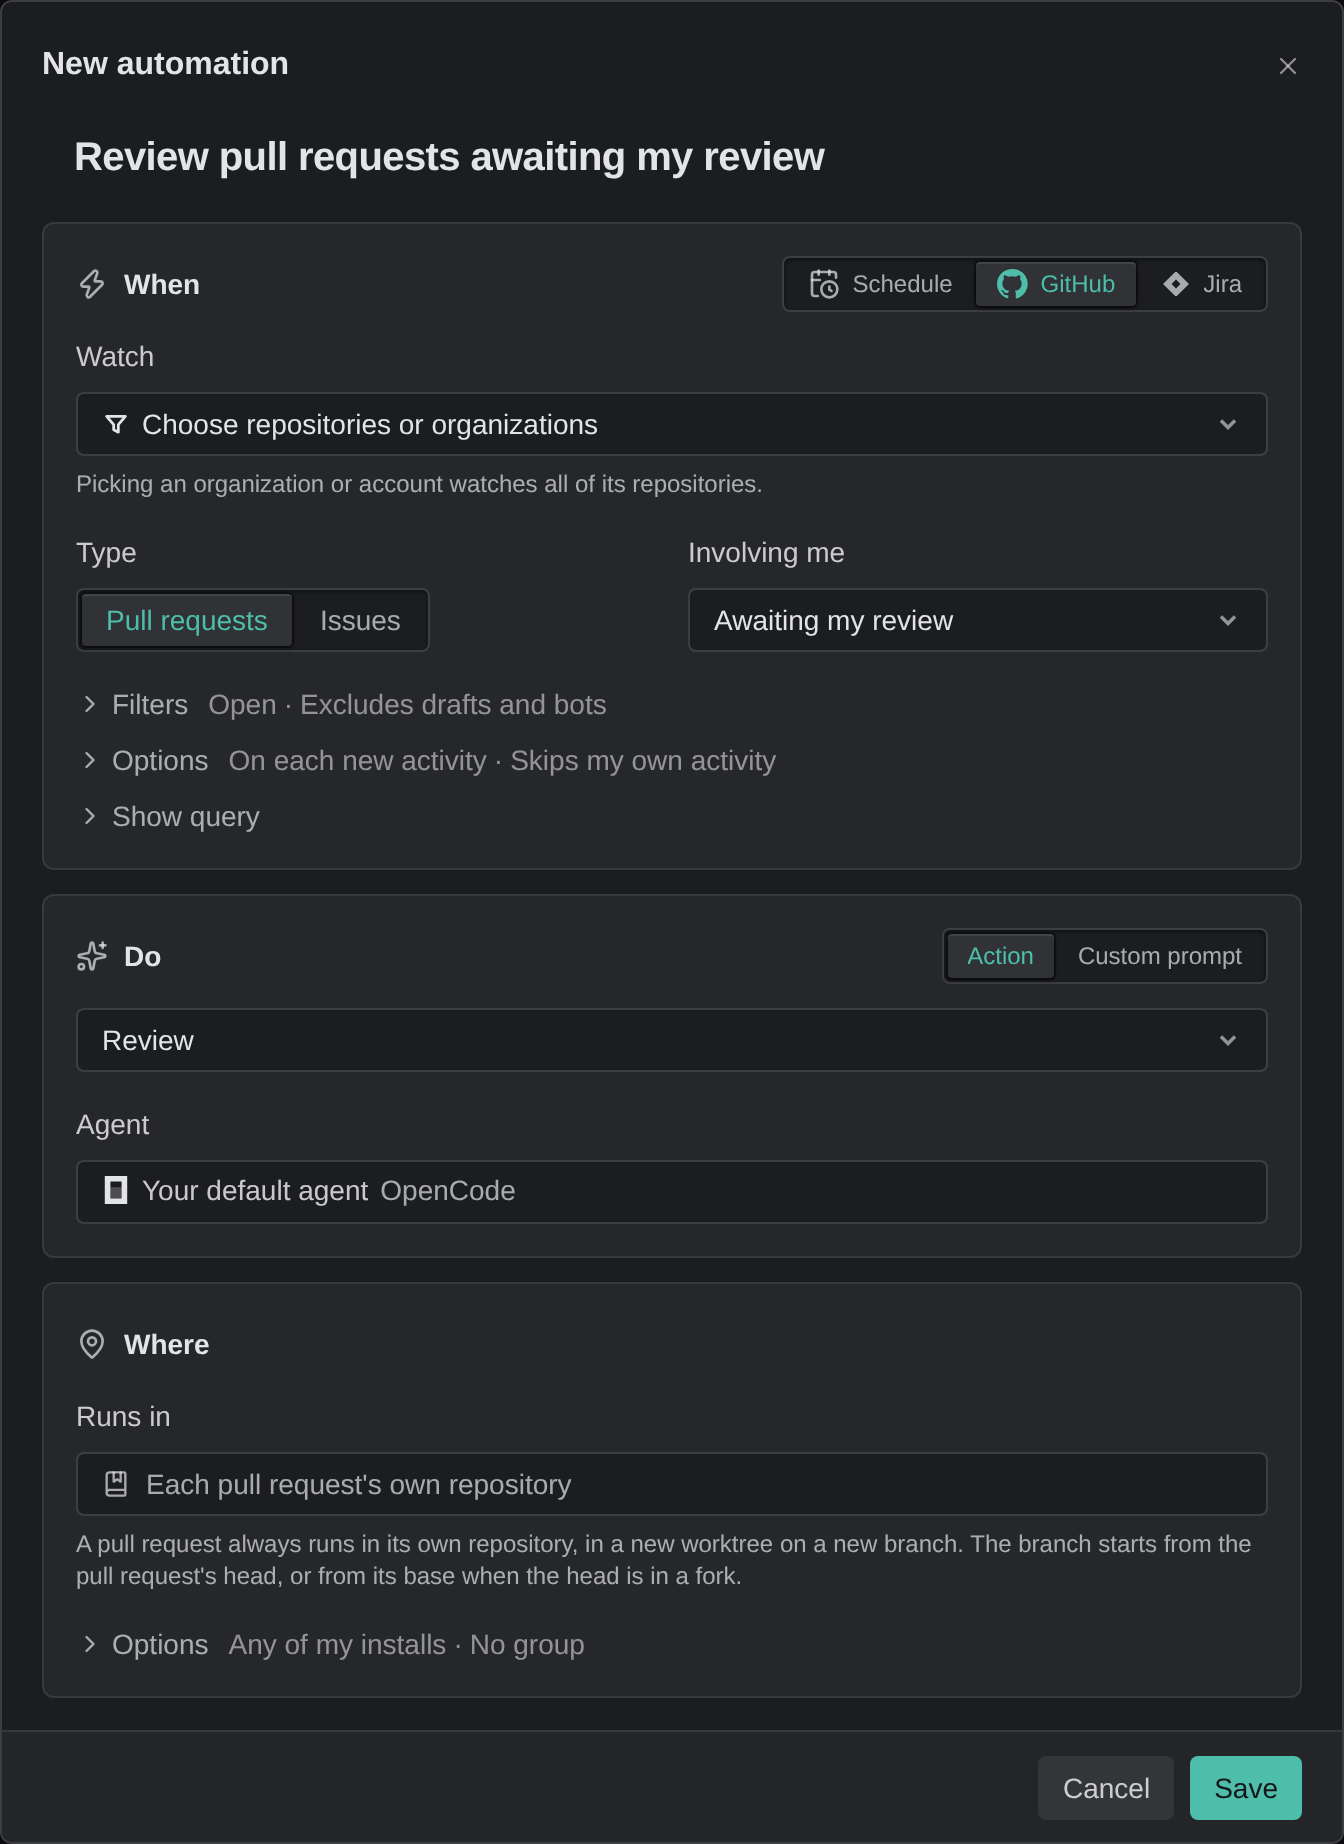 New automation
Review pull requests awaiting my review
When
Schedule
GitHub
Jira
Watch
Choose repositories or organizations
Picking an organization or account watches all of its repositories.
Type
Involving me
Pull requests
Issues
Awaiting my review
Filters Open · Excludes drafts and bots
Options On each new activity · Skips my own activity
Show query
Do
Action
Custom prompt
Review
Agent
Your default agent OpenCode
Where
Runs in
Each pull request's own repository
A pull request always runs in its own repository, in a new worktree on a new branch. The branch starts from the
pull request's head, or from its base when the head is in a fork.
Options Any of my installs · No group
Cancel
Save